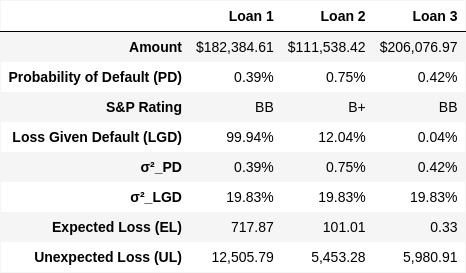 Loan 1 Loan 2 Loan 3
Amount $182,384.61 $111,538.42 $206,076.97
Probability of Default (PD) 0.39% 0.75% 0.42%
S&P Rating BB B+ BB
Loss Given Default (LGD) 99.94% 12.04% 0.04%
σ²_PD 0.39% 0.75% 0.42%
σ²_LGD 19.83% 19.83% 19.83%
Expected Loss (EL) 717.87 101.01 0.33
Unexpected Loss (UL) 12,505.79 5,453.28 5,980.91